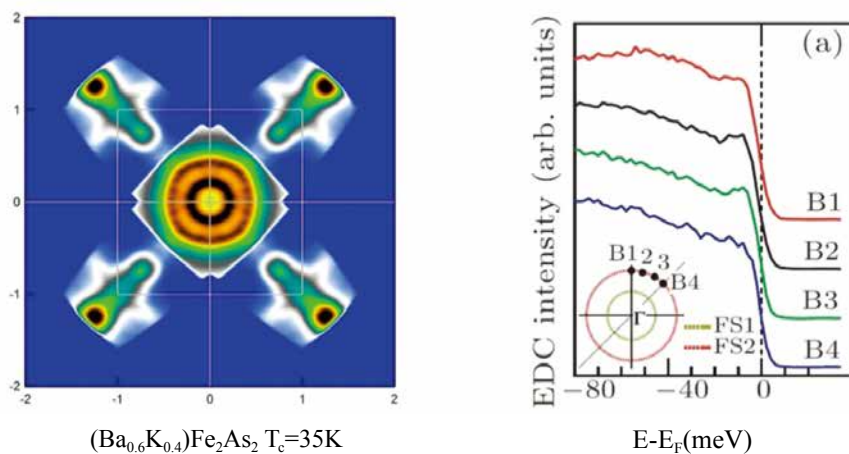 2
1
0
-1
-2
-2 -1 0 1 2
(Ba0.6K0.4)Fe2As2 Tc=35K
EDC intensity (arb. units)
(a)
B1
B2
B3
B4
B1 2 3 B4
Γ
FS1
FS2
−80 −40 0
E-EF(meV)